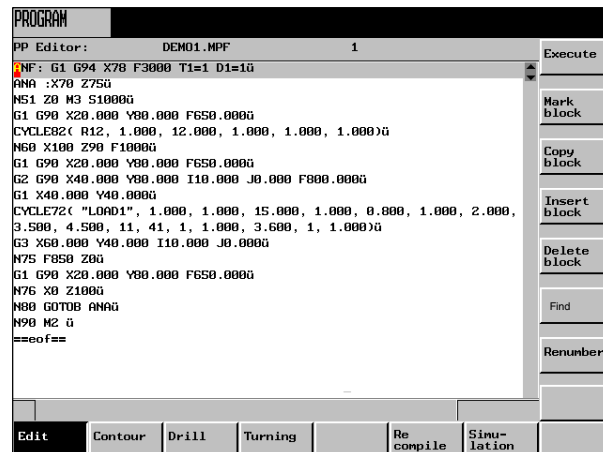 PROGRAM
PP Editor: DEMO1.MPF 1
NF: G1 G94 X78 F3000 T1=1 D1=1ü
ANA :X70 Z75ü
N51 Z0 M3 S1000ü
G1 G90 X20.000 Y80.000 F650.000ü
CYCLE82( R12, 1.000, 12.000, 1.000, 1.000, 1.000)ü
N60 X100 Z90 F1000ü
G1 G90 X20.000 Y80.000 F650.000ü
G2 G90 X40.000 Y80.000 I10.000 J0.000 F800.000ü
G1 X40.000 Y40.000ü
CYCLE72( "LOAD1", 1.000, 1.000, 15.000, 1.000, 0.800, 1.000, 2.000,
3.500, 4.500, 11, 41, 1, 1.000, 3.600, 1, 1.000)ü
G3 X60.000 Y40.000 I10.000 J0.000ü
N75 F850 Z0ü
G1 G90 X20.000 Y80.000 F650.000ü
N76 X0 Z100ü
N80 GOTOB ANAü
N90 M2 ü
==eof==
Execute
Mark
block
Copy
block
Insert
block
Delete
block
Find
Renumber
Edit
Contour
Drill
Turning
Re
compile
Simu-
lation